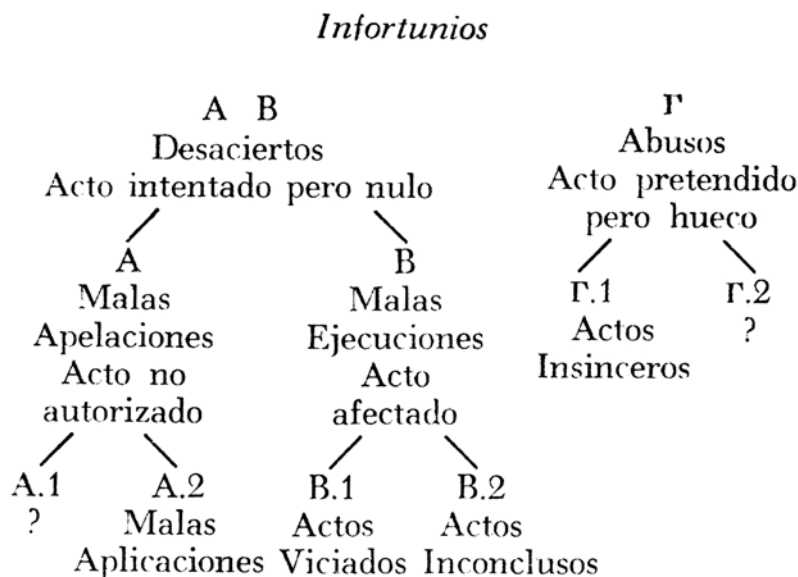 Infortunios
A B
Desaciertos
Acto intentado pero nulo
Γ
Abusos
Acto pretendido
pero hueco
A
Malas
Apelaciones
Acto no
autorizado
B
Malas
Ejecuciones
Acto
afectado
Γ.1
Actos
Insinceros
Γ.2
?
A.1
?
A.2
Malas
Aplicaciones
B.1
Actos
Viciados
B.2
Actos
Inconclusos